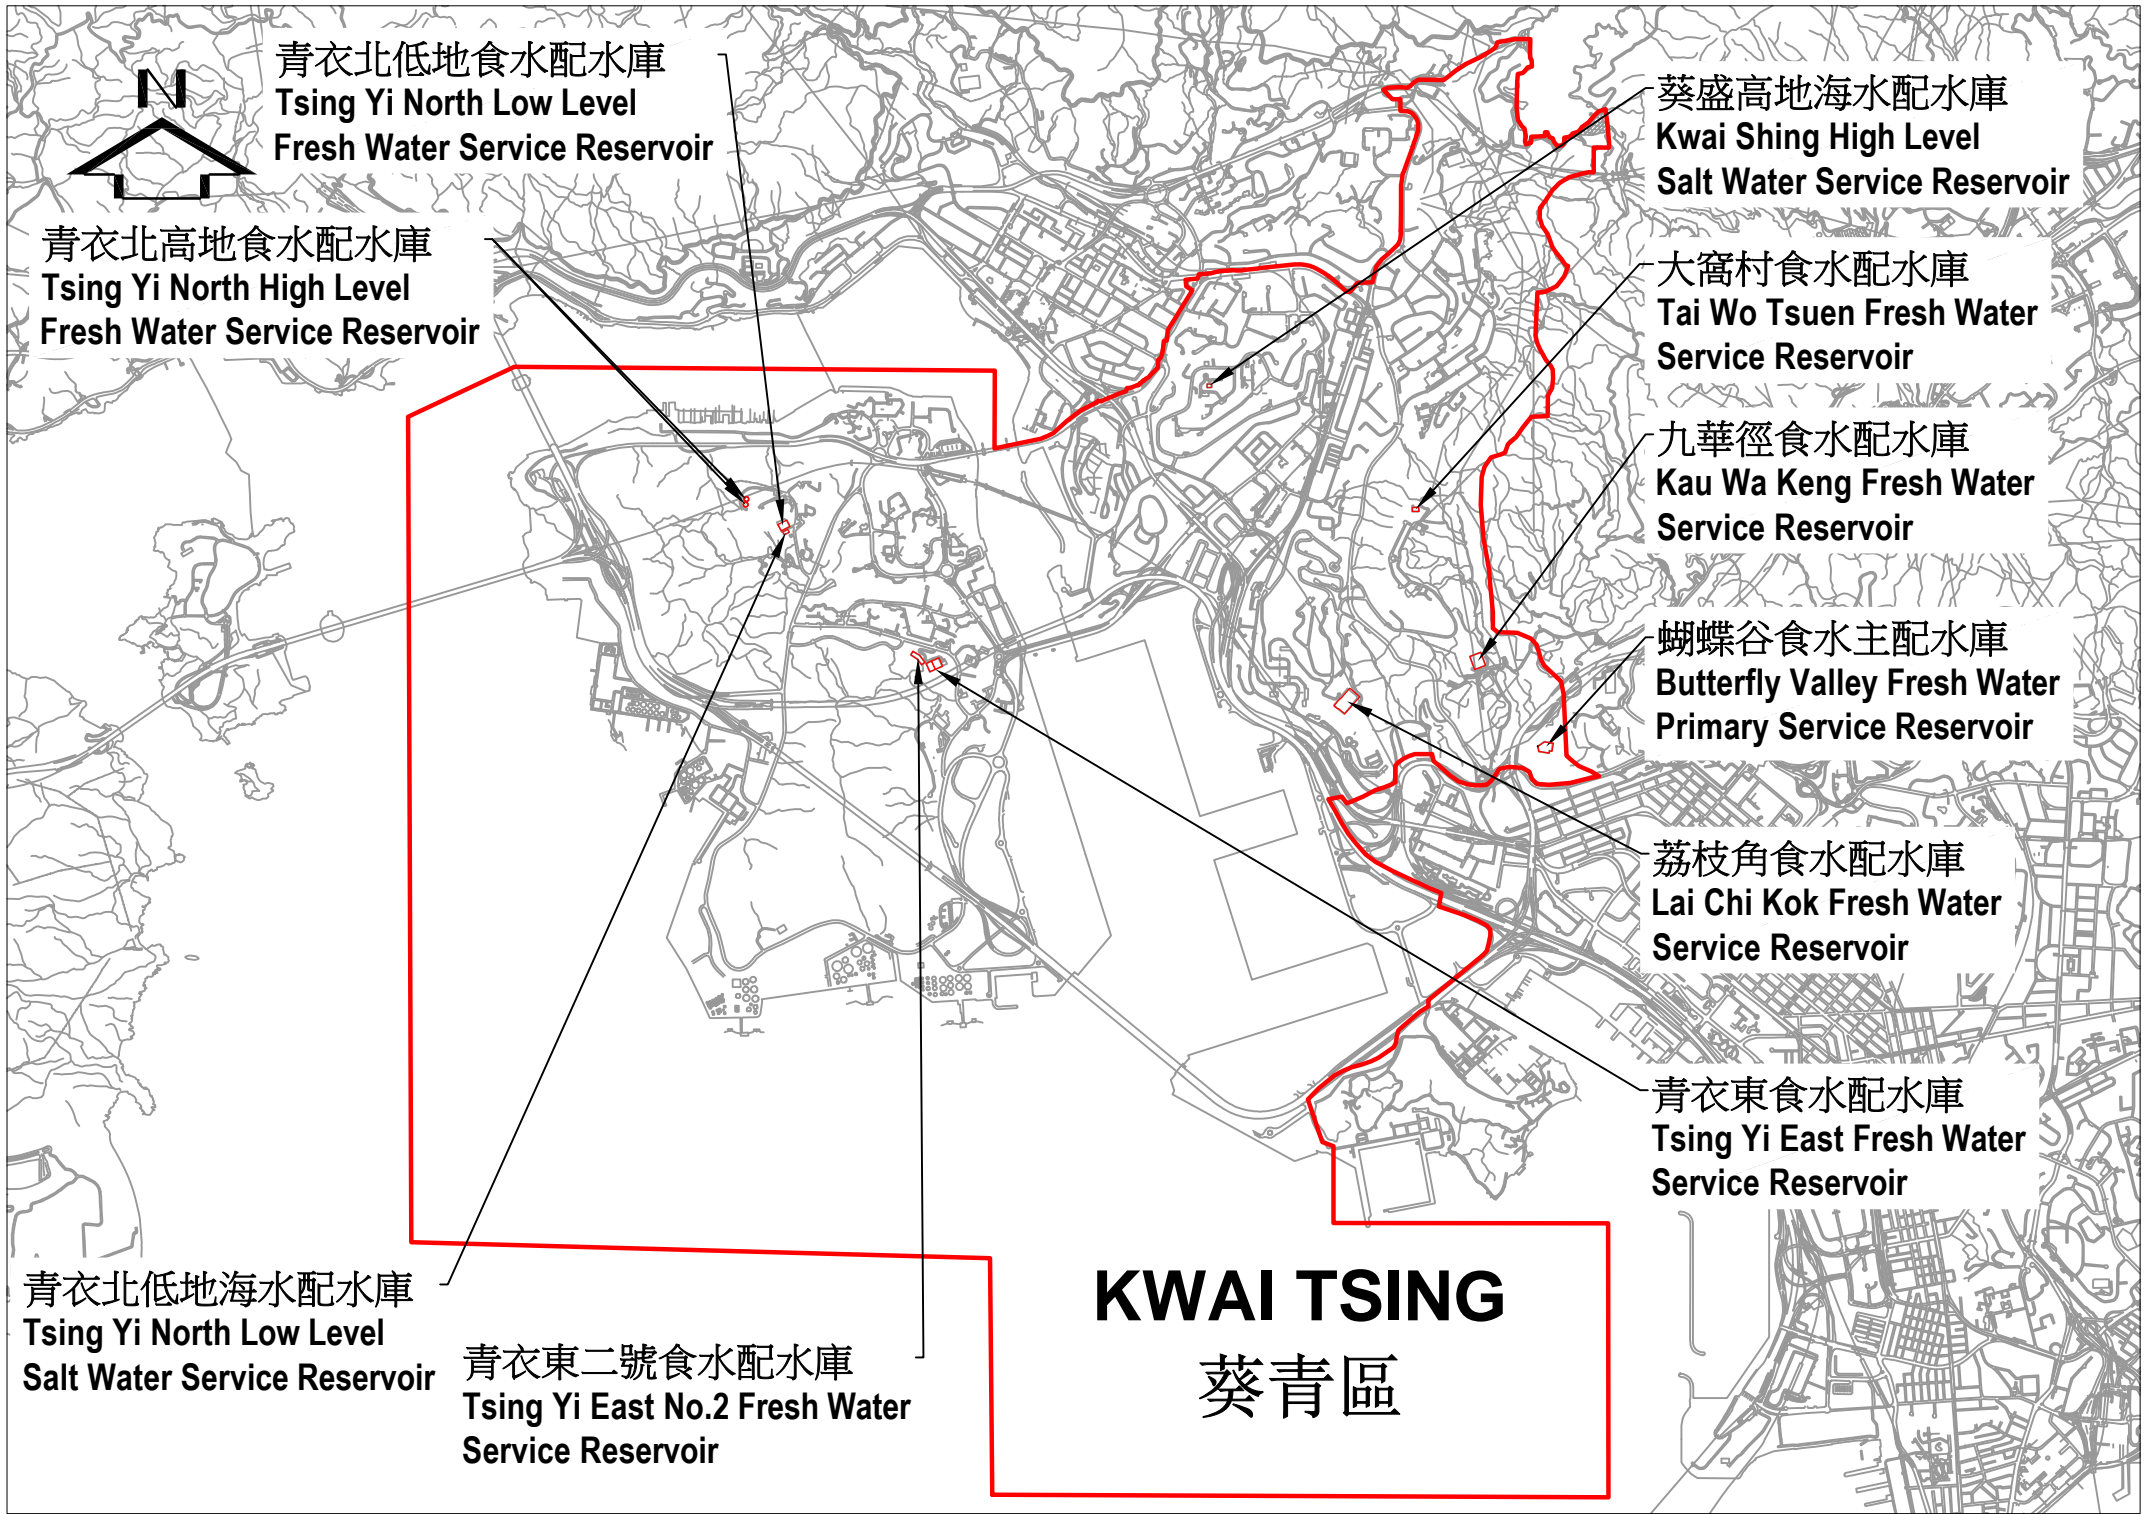 N
青衣北低地食水配水庫
Tsing Yi North Low Level
Fresh Water Service Reservoir
青衣北高地食水配水庫
Tsing Yi North High Level
Fresh Water Service Reservoir
葵盛高地海水配水庫
Kwai Shing High Level
Salt Water Service Reservoir
大窩村食水配水庫
Tai Wo Tsuen Fresh Water
Service Reservoir
九華徑食水配水庫
Kau Wa Keng Fresh Water
Service Reservoir
蝴蝶谷食水主配水庫
Butterfly Valley Fresh Water
Primary Service Reservoir
荔枝角食水配水庫
Lai Chi Kok Fresh Water
Service Reservoir
青衣東食水配水庫
Tsing Yi East Fresh Water
Service Reservoir
青衣北低地海水配水庫
Tsing Yi North Low Level
Salt Water Service Reservoir
青衣東二號食水配水庫
Tsing Yi East No.2 Fresh Water
Service Reservoir
KWAI TSING
葵青區